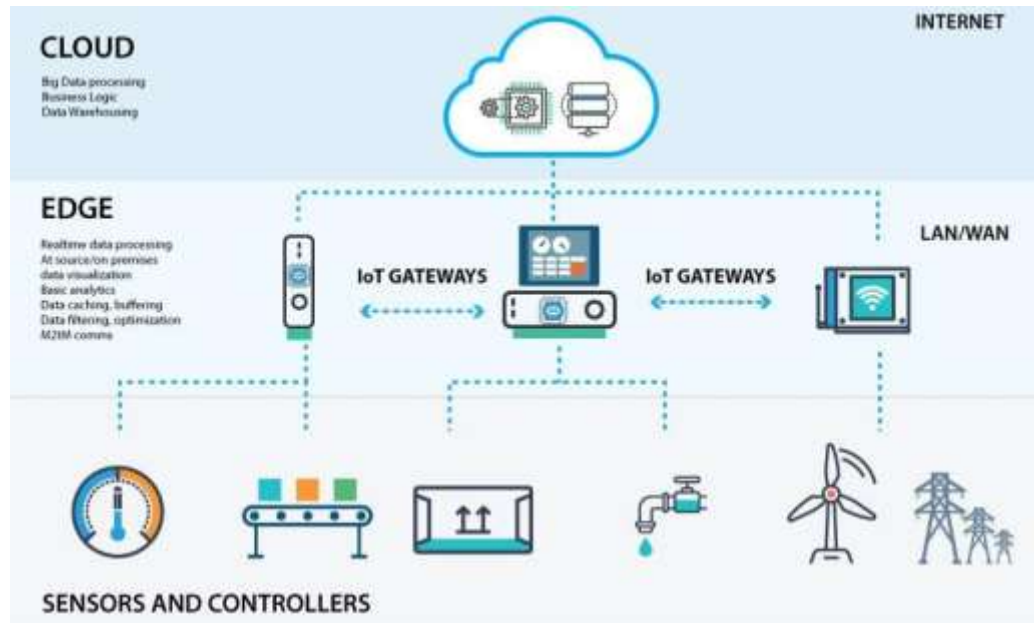 INTERNET
CLOUD
Big Data processing
Business Logic
Data Warehousing
EDGE
LAN/WAN
Realtime data processing
At source/on premises
data visualization
Basic analytics
Data caching, buffering
Data filtering, optimization
M2M comms
IoT GATEWAYS
IoT GATEWAYS
SENSORS AND CONTROLLERS